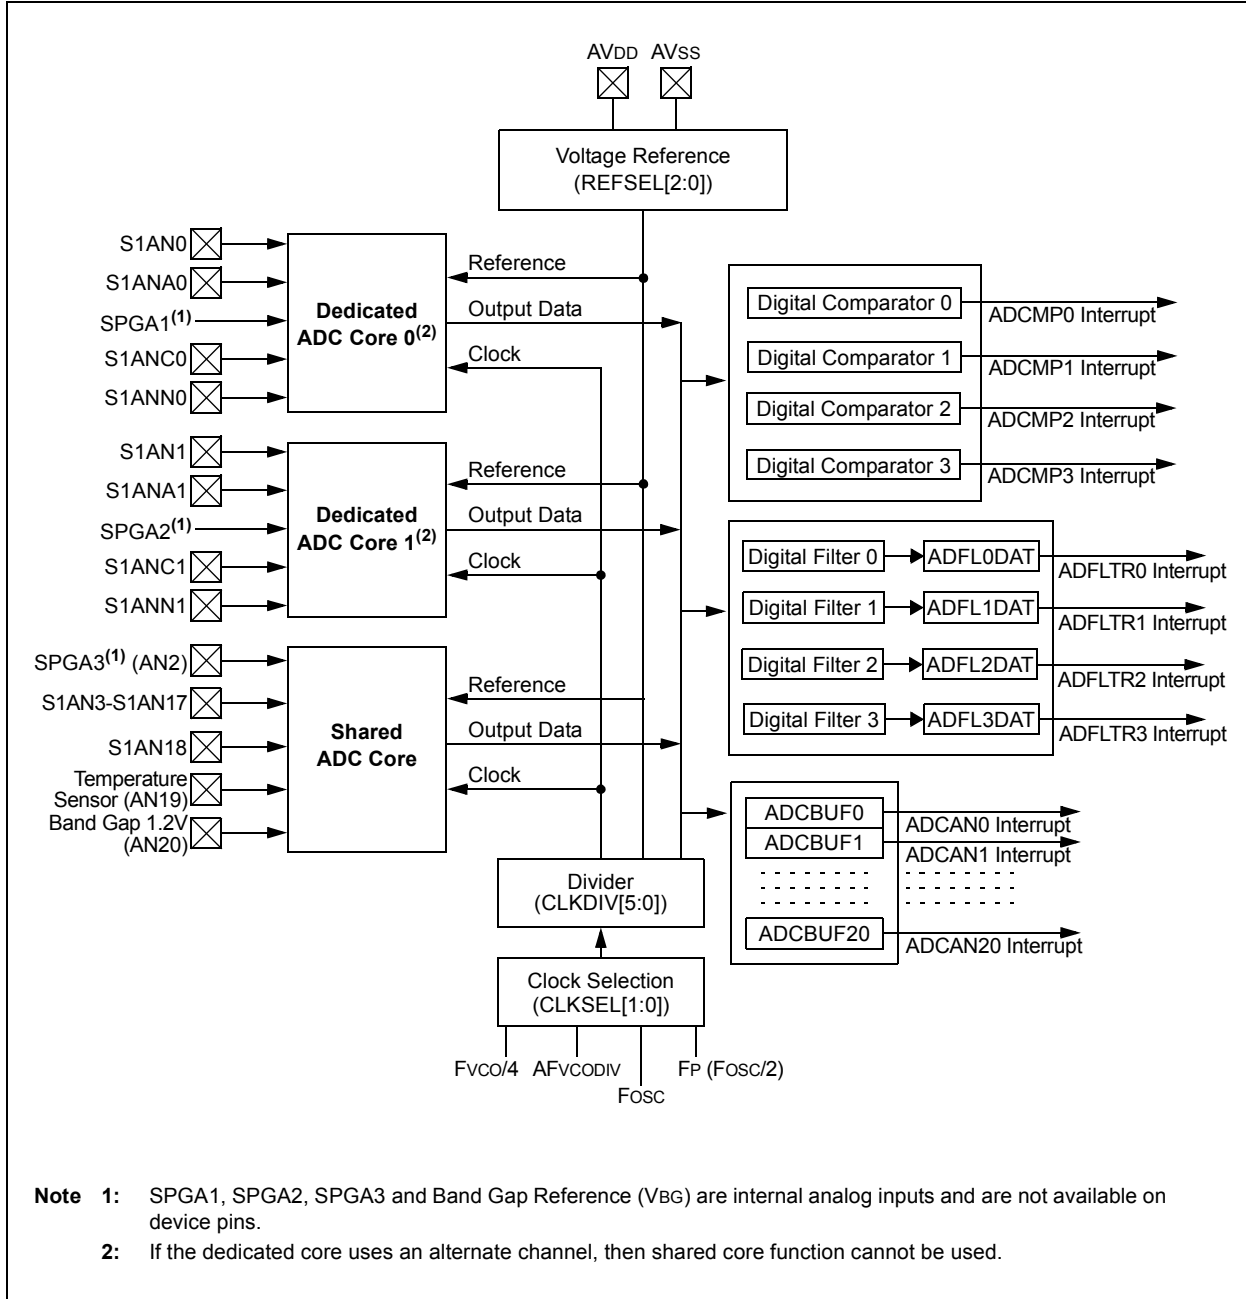 AVDD AVSS
Voltage Reference
(REFSEL[2:0])
S1AN0
S1ANA0
SPGA1(1)
S1ANC0
S1ANN0
Dedicated
ADC Core 0(2)
Reference
Output Data
Clock
S1AN1
S1ANA1
SPGA2(1)
S1ANC1
S1ANN1
Dedicated
ADC Core 1(2)
Reference
Output Data
Clock
SPGA3(1) (AN2)
S1AN3-S1AN17
S1AN18
Temperature
Sensor (AN19)
Band Gap 1.2V
(AN20)
Shared
ADC Core
Reference
Output Data
Clock
Digital Comparator 0
ADCMP0 Interrupt
Digital Comparator 1
ADCMP1 Interrupt
Digital Comparator 2
ADCMP2 Interrupt
Digital Comparator 3
ADCMP3 Interrupt
Digital Filter 0 ADFL0DAT
ADFLTR0 Interrupt
Digital Filter 1 ADFL1DAT
ADFLTR1 Interrupt
Digital Filter 2 ADFL2DAT
ADFLTR2 Interrupt
Digital Filter 3 ADFL3DAT
ADFLTR3 Interrupt
ADCBUF0
ADCAN0 Interrupt
ADCBUF1
ADCAN1 Interrupt
ADCBUF20
ADCAN20 Interrupt
Divider
(CLKDIV[5:0])
Clock Selection
(CLKSEL[1:0])
FVCO/4 AFVCODIV FP (FOSC/2)
FOSC
Note 1: SPGA1, SPGA2, SPGA3 and Band Gap Reference (VBG) are internal analog inputs and are not available on
device pins.
2: If the dedicated core uses an alternate channel, then shared core function cannot be used.